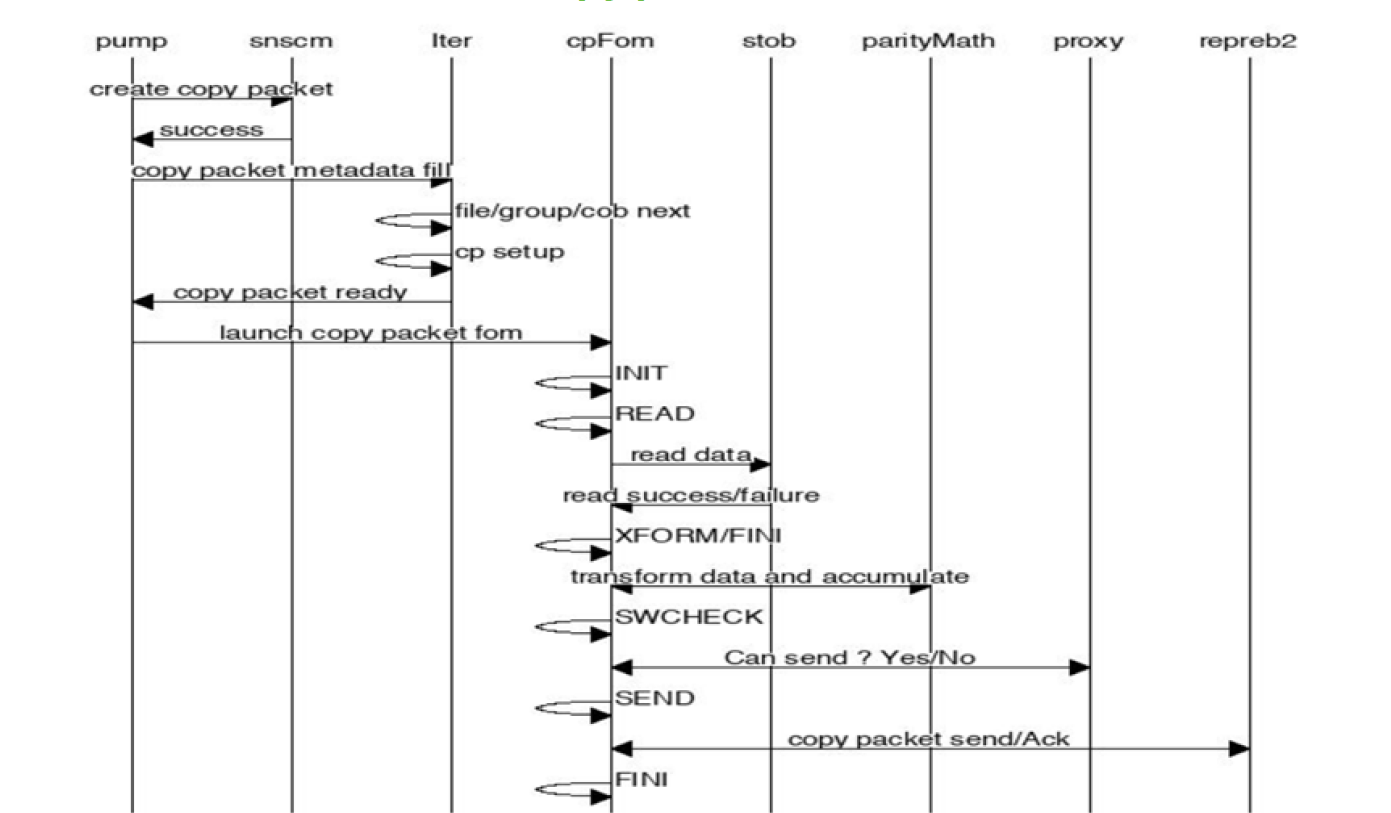 pump snscm Iter cpFom stob parityMath proxy repreb2
create copy packet
success
copy packet metadata fill
file/group/cob next
cp setup
copy packet ready
launch copy packet fom
INIT
READ
read data
read success/failure
XFORM/FINI
transform data and accumulate
SWCHECK
Can send ? Yes/No
SEND
copy packet send/Ack
FINI